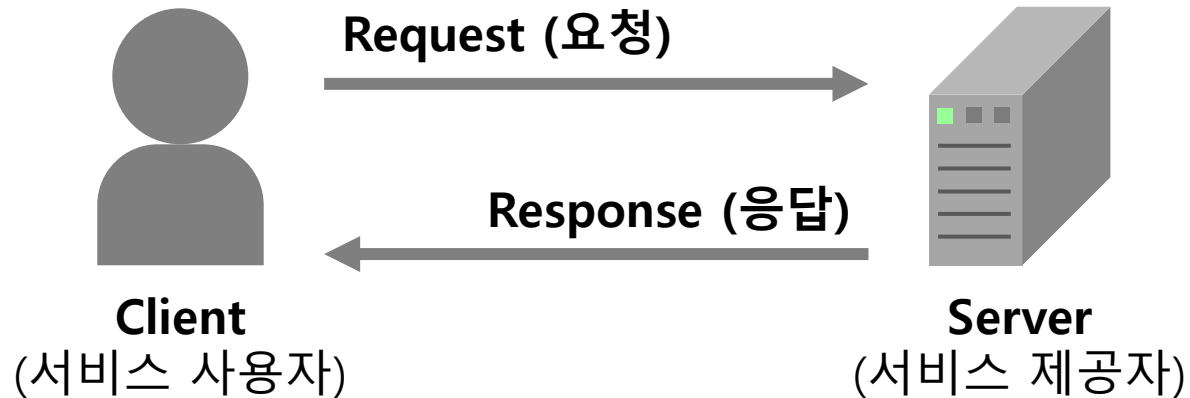 Request (요청)
Response (응답)
Client
(서비스 사용자)
Server
(서비스 제공자)